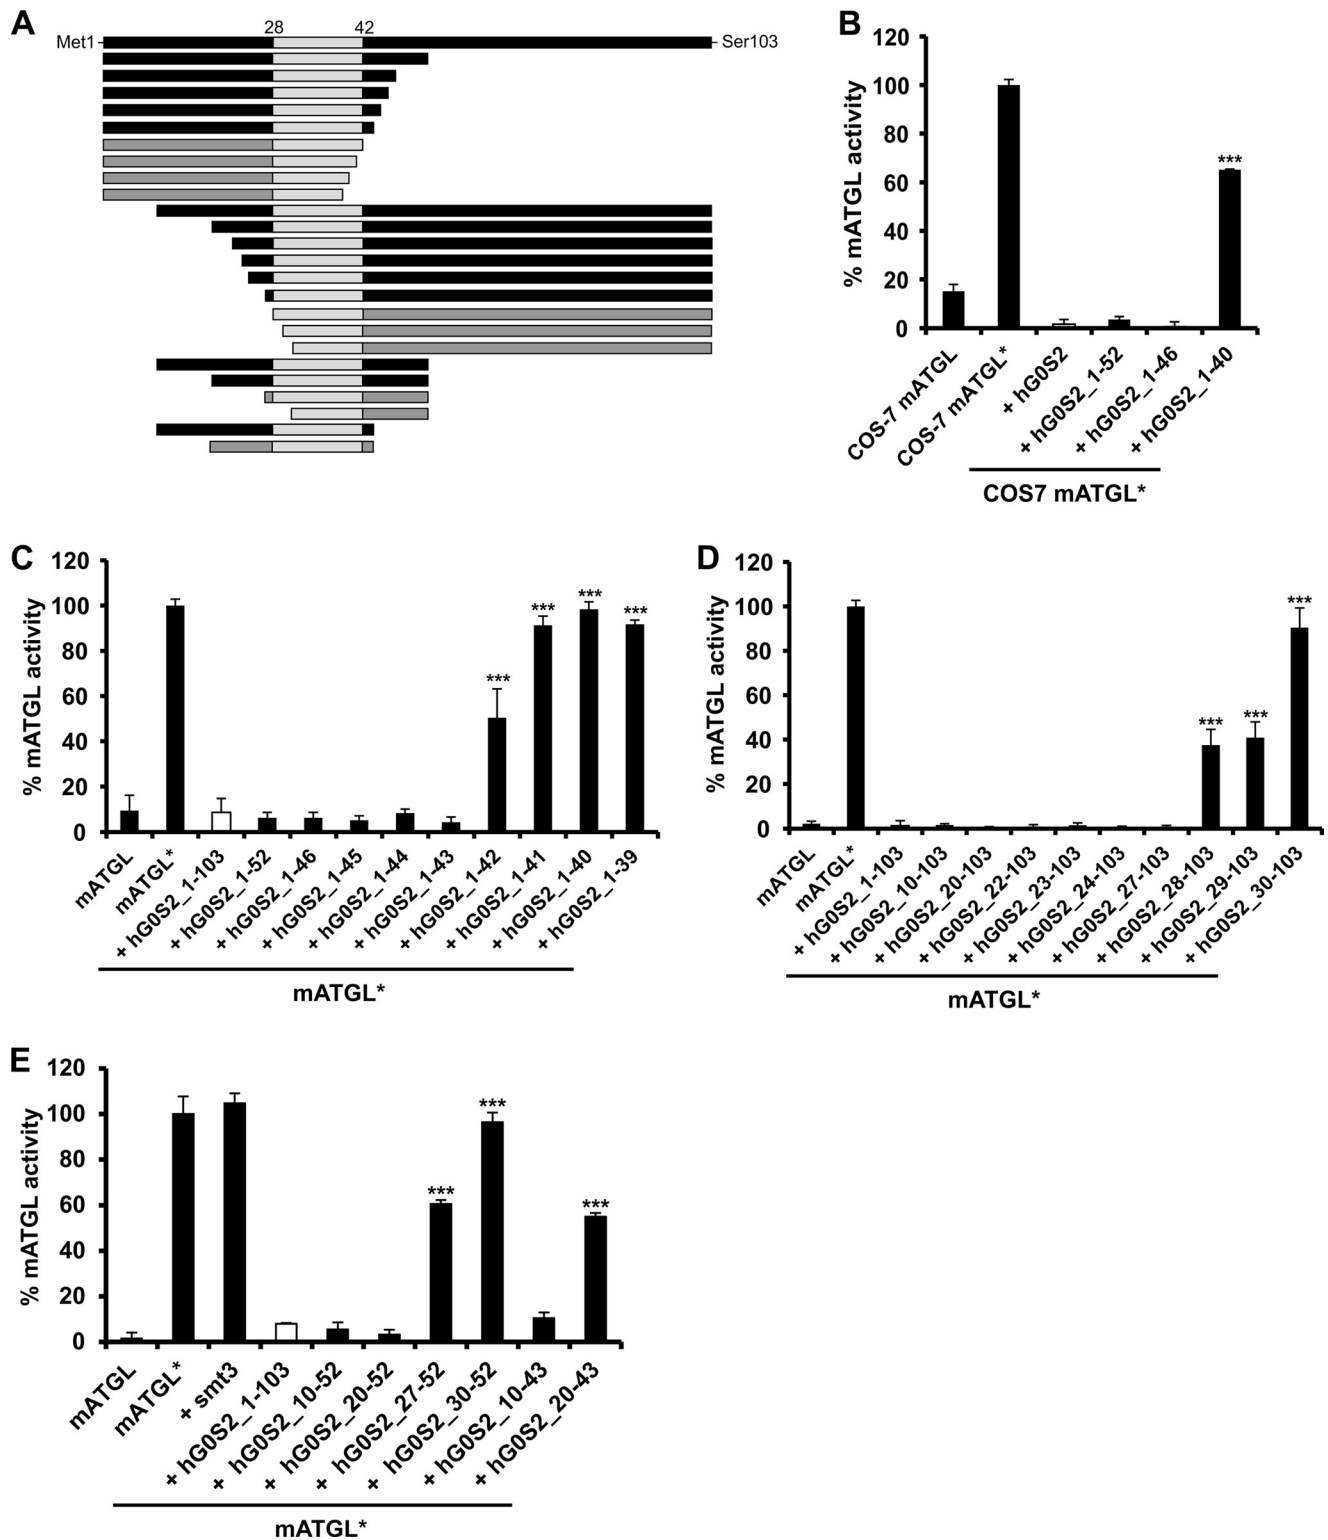 A
28 42
Met1
Ser103
B
120
100
80
60
40
20
0
% mATGL activity
***
COS-7 mATGL
COS-7 mATGL*
+ hG0S2
+ hG0S2_1-52
+ hG0S2_1-46
+ hG0S2_1-40
COS7 mATGL*
C
120
100
80
60
40
20
0
% mATGL activity
***
***
***
***
mATGL
mATGL*
+ hG0S2_1-103
+ hG0S2_1-52
+ hG0S2_1-46
+ hG0S2_1-45
+ hG0S2_1-44
+ hG0S2_1-43
+ hG0S2_1-42
+ hG0S2_1-41
+ hG0S2_1-40
+ hG0S2_1-39
mATGL*
D
120
100
80
60
40
20
0
% mATGL activity
***
***
***
mATGL
mATGL*
+ hG0S2_1-103
+ hG0S2_10-103
+ hG0S2_20-103
+ hG0S2_22-103
+ hG0S2_23-103
+ hG0S2_24-103
+ hG0S2_27-103
+ hG0S2_28-103
+ hG0S2_29-103
+ hG0S2_30-103
mATGL*
E
120
100
80
60
40
20
0
% mATGL activity
***
***
***
mATGL
mATGL*
+ smt3
+ hG0S2_1-103
+ hG0S2_10-52
+ hG0S2_20-52
+ hG0S2_27-52
+ hG0S2_30-52
+ hG0S2_10-43
+ hG0S2_20-43
mATGL*